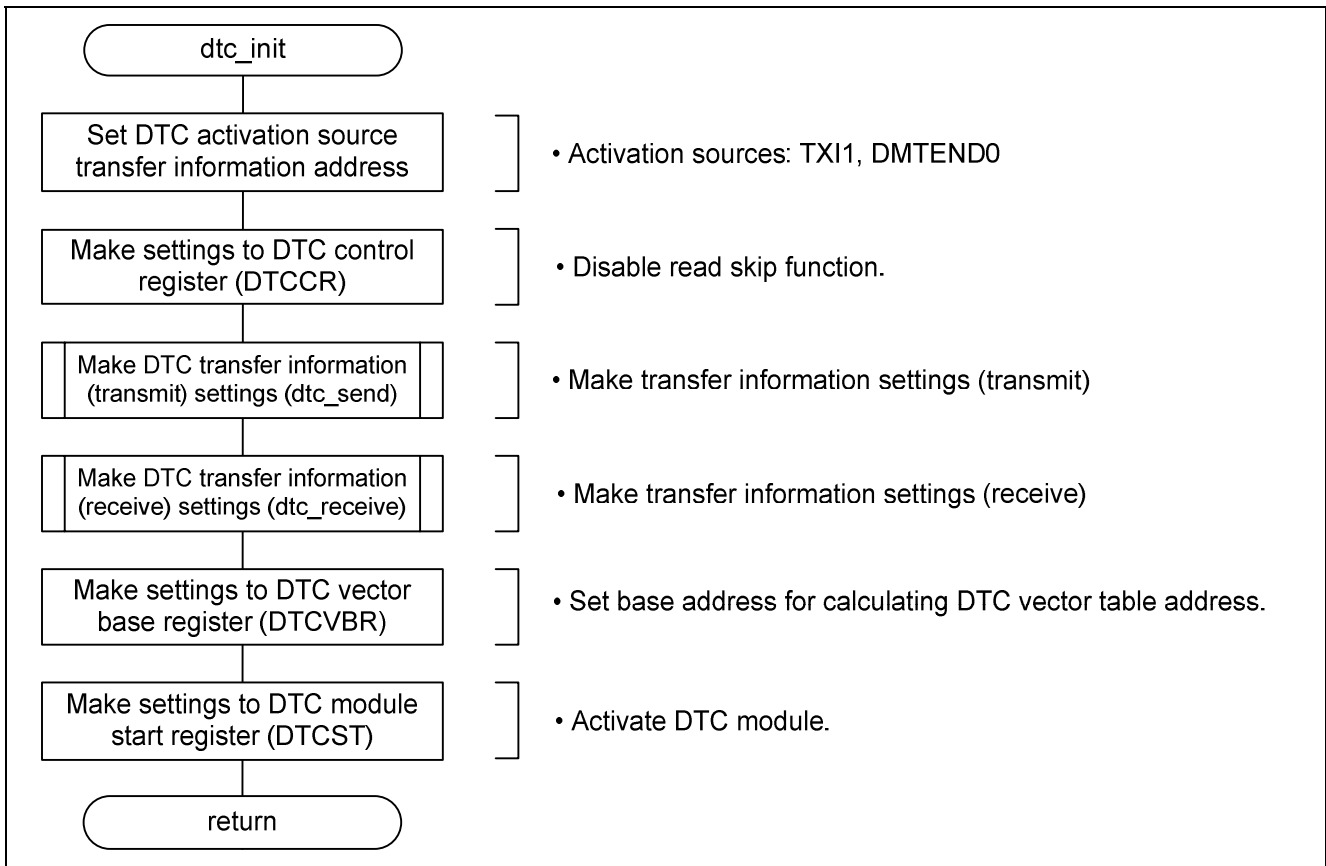 dtc_init
Set DTC activation source
transfer information address
• Activation sources: TXI1, DMTEND0
Make settings to DTC control
register (DTCCR)
• Disable read skip function.
Make DTC transfer information
(transmit) settings (dtc_send)
• Make transfer information settings (transmit)
Make DTC transfer information
(receive) settings (dtc_receive)
• Make transfer information settings (receive)
Make settings to DTC vector
base register (DTCVBR)
• Set base address for calculating DTC vector table address.
Make settings to DTC module
start register (DTCST)
• Activate DTC module.
return